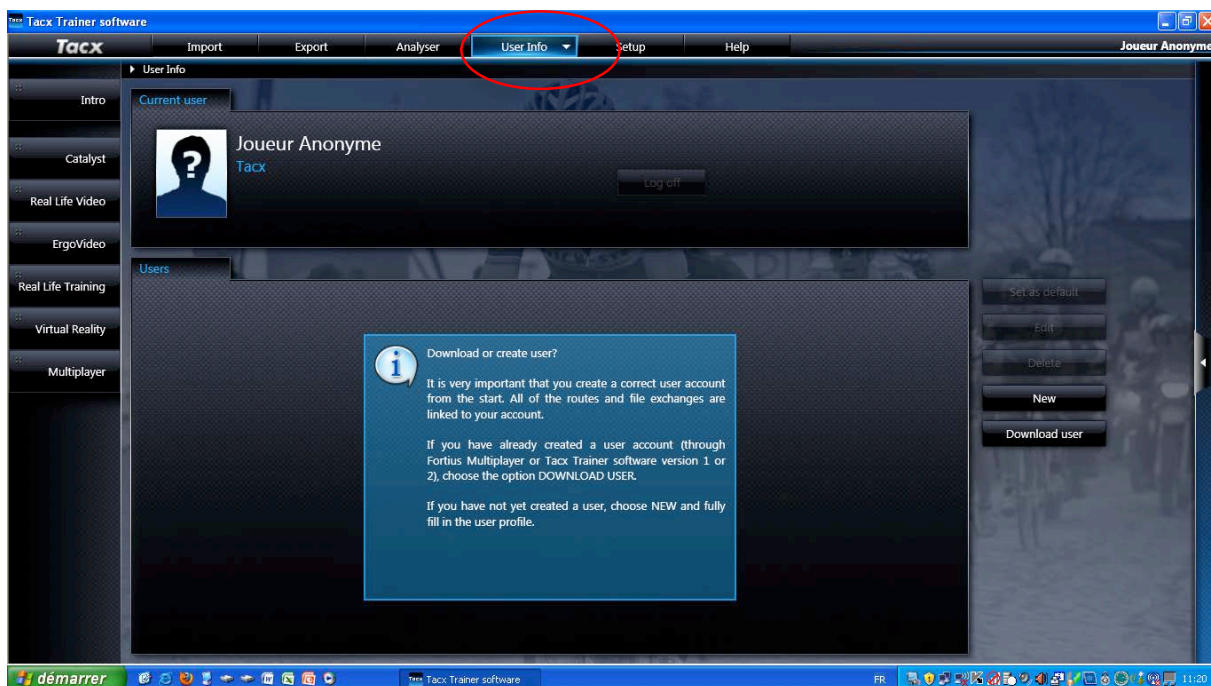 Tacx Trainer software
Tacx Import Export Analyser User Info Setup Help Joueur Anonyme
User Info
Intro
Catalyst
Real Life Video
ErgoVideo
Real Life Training
Virtual Reality
Multiplayer
Current user
Joueur Anonyme
Tacx
Log off
Users
Download or create user?
It is very important that you create a correct user account
from the start. All of the routes and file exchanges are
linked to your account.
If you have already created a user account (through
Fortius Multiplayer or Tacx Trainer software version 1 or
2), choose the option DOWNLOAD USER.
If you have not yet created a user, choose NEW and fully
fill in the user profile.
Set as default
Edit
Delete
New
Download user
démarrer Tacx Trainer software FR 11:20